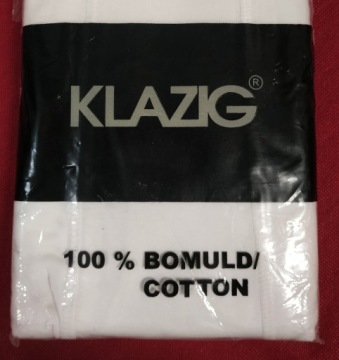 KLAZIG®
100 % BOMULD/
COTTON